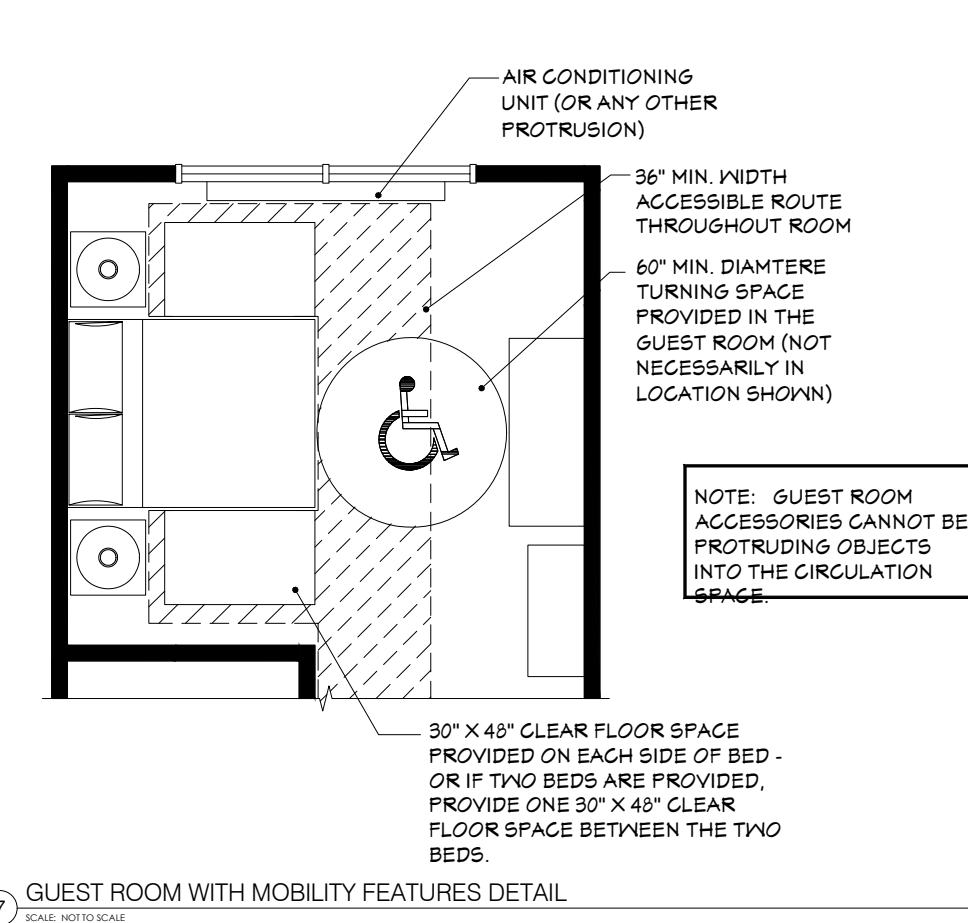 AIR CONDITIONING
UNIT (OR ANY OTHER
PROTRUSION)
36" MIN. WIDTH
ACCESSIBLE ROUTE
THROUGHOUT ROOM
60" MIN. DIAMTERE
TURNING SPACE
PROVIDED IN THE
GUEST ROOM (NOT
NECESSARILY IN
LOCATION SHOWN)
NOTE: GUEST ROOM
ACCESSORIES CANNOT BE
PROTRUDING OBJECTS
INTO THE CIRCULATION
SPACE.
30" X 48" CLEAR FLOOR SPACE
PROVIDED ON EACH SIDE OF BED -
OR IF TWO BEDS ARE PROVIDED,
PROVIDE ONE 30" X 48" CLEAR
FLOOR SPACE BETWEEN THE TWO
BEDS.
7 GUEST ROOM WITH MOBILITY FEATURES DETAIL
SCALE: NOT TO SCALE